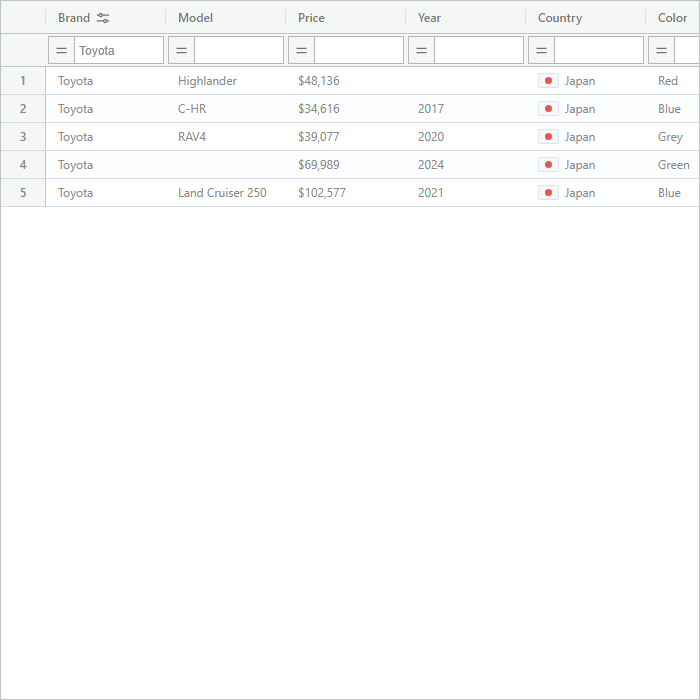 Brand Model Price Year Country Color
= Toyota = = = = =
1 Toyota Highlander $48,136 Japan Red
2 Toyota C-HR $34,616 2017 Japan Blue
3 Toyota RAV4 $39,077 2020 Japan Grey
4 Toyota $69,989 2024 Japan Green
5 Toyota Land Cruiser 250 $102,577 2021 Japan Blue